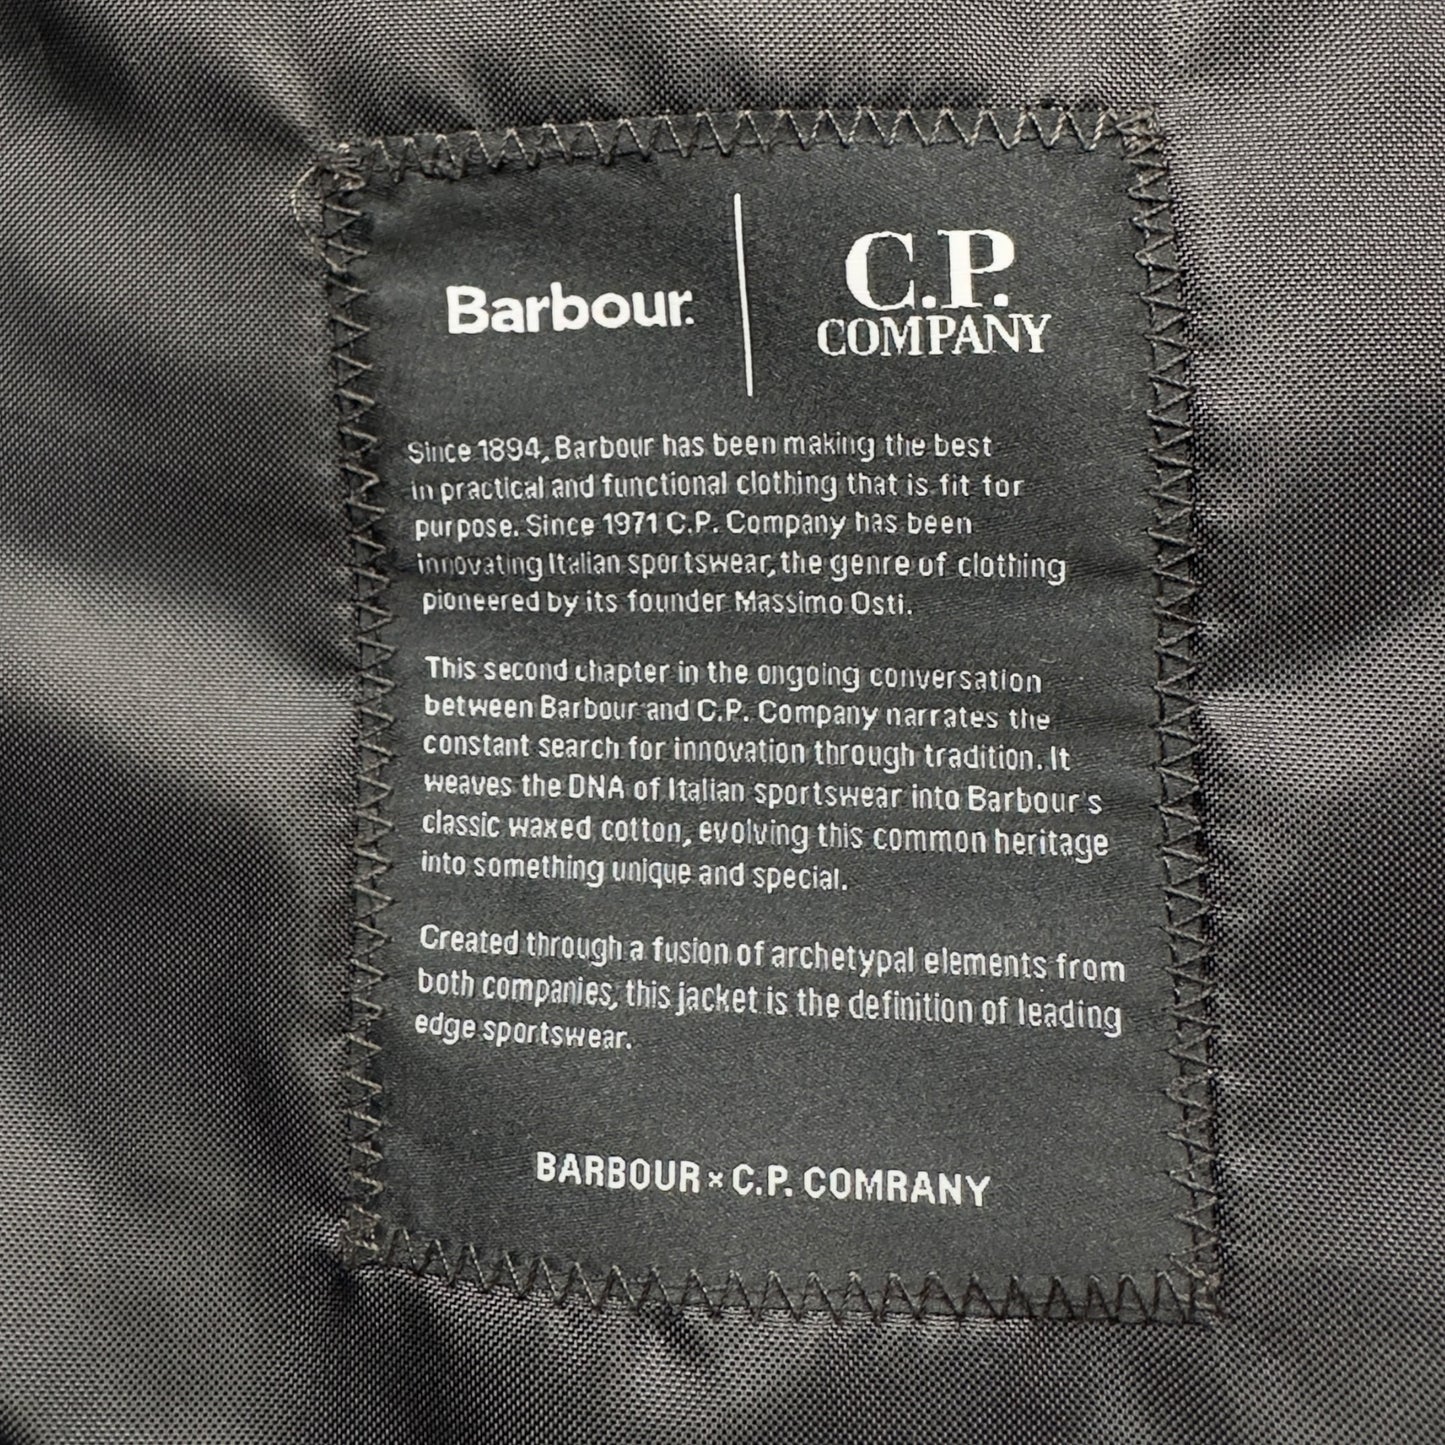 Barbour.
C.P.
COMPANY
Since 1894, Barbour has been making the best
in practical and functional clothing that is fit for
purpose. Since 1971 C.P. Company has been
innovating Italian sportswear, the genre of clothing
pioneered by its founder Massimo Osti.
This second chapter in the ongoing conversation
between Barbour and C.P. Company narrates the
constant search for innovation through tradition. It
weaves the DNA of Italian sportswear into Barbour's
classic waxed cotton, evolving this common heritage
into something unique and special.
Created through a fusion of archetypal elements from
both companies, this jacket is the definition of leading
edge sportswear.
BARBOUR × C.P. COMRANY